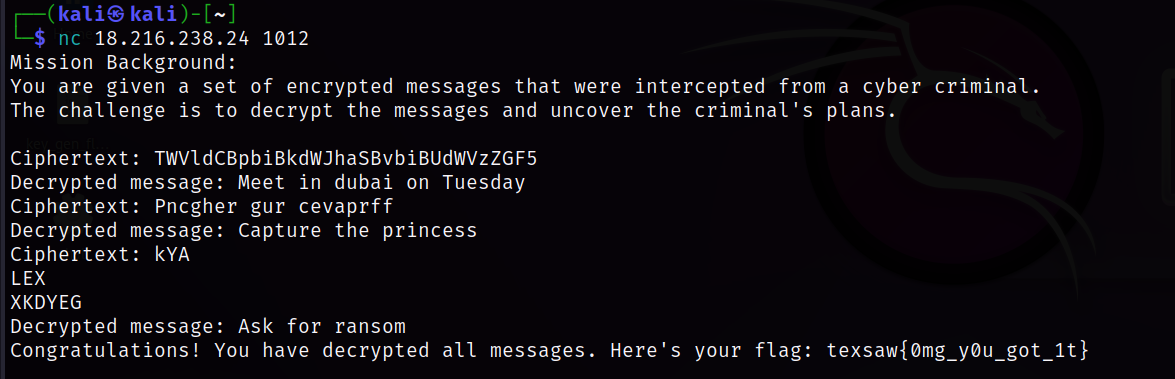 ┌──(kali㉿kali)-[~]
└─$ nc 18.216.238.24 1012
Mission Background:
You are given a set of encrypted messages that were intercepted from a cyber criminal.
The challenge is to decrypt the messages and uncover the criminal's plans.
Ciphertext: TWVldCBpbiBkdWJhaSBvbiBUdWVzZGF5
Decrypted message: Meet in dubai on Tuesday
Ciphertext: Pncgher gur cevaprff
Decrypted message: Capture the princess
Ciphertext: kYA
LEX
XKDYEG
Decrypted message: Ask for ransom
Congratulations! You have decrypted all messages. Here's your flag: texsaw{0mg_y0u_got_1t}